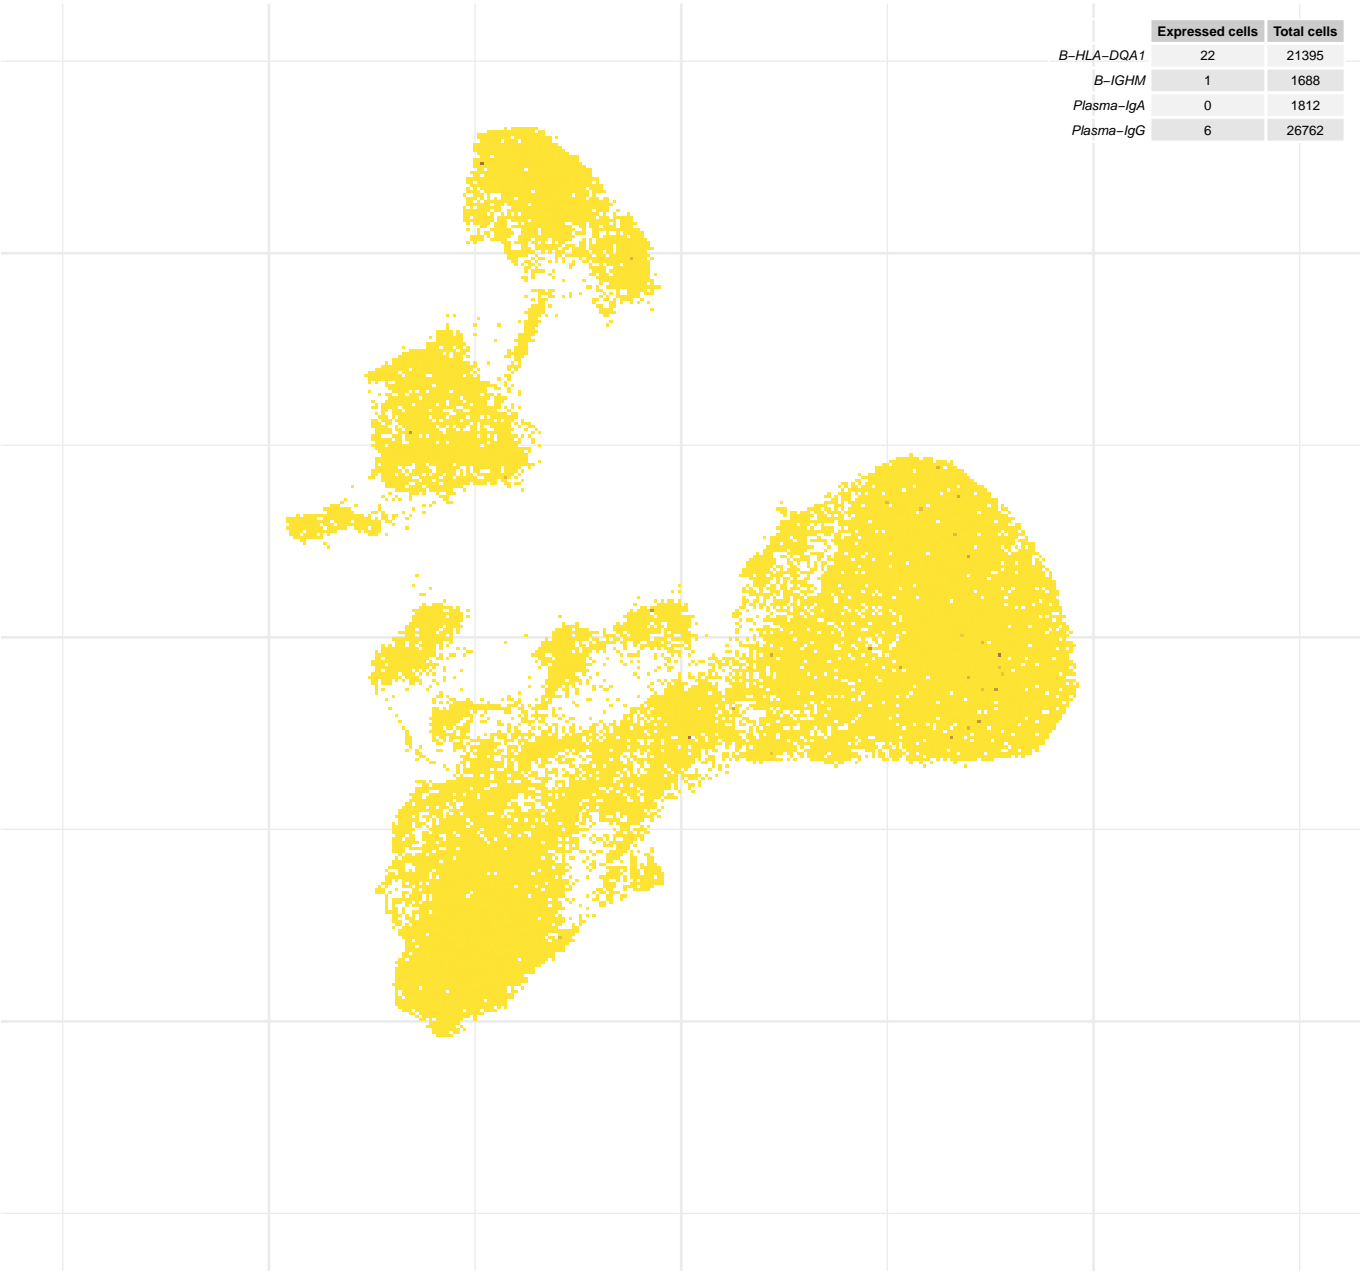 Expressed cells Total cells
B−HLA−DQA1 22 21395
B−IGHM 1 1688
Plasma−IgA 0 1812
Plasma−IgG 6 26762